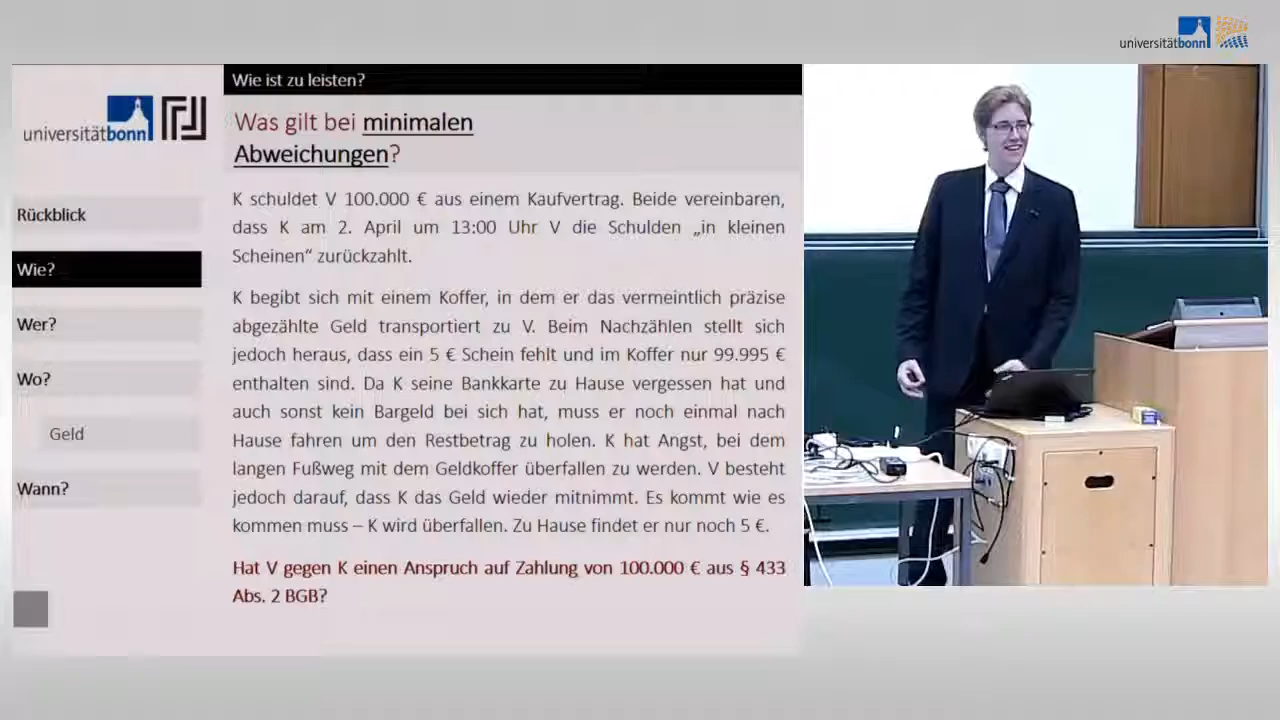 universitätbonn
Wie ist zu leisten?
universitätbonn
Was gilt bei minimalen
Abweichungen?
Rückblick
Wie?
Wer?
Wo?
Geld
Wann?
K schuldet V 100.000 € aus einem Kaufvertrag. Beide vereinbaren,
dass K am 2. April um 13:00 Uhr V die Schulden „in kleinen
Scheinen“ zurückzahlt.
K begibt sich mit einem Koffer, in dem er das vermeintlich präzise
abgezählte Geld transportiert zu V. Beim Nachzählen stellt sich
jedoch heraus, dass ein 5 € Schein fehlt und im Koffer nur 99.995 €
enthalten sind. Da K seine Bankkarte zu Hause vergessen hat und
auch sonst kein Bargeld bei sich hat, muss er noch einmal nach
Hause fahren um den Restbetrag zu holen. K hat Angst, bei dem
langen Fußweg mit dem Geldkoffer überfallen zu werden. V besteht
jedoch darauf, dass K das Geld wieder mitnimmt. Es kommt wie es
kommen muss – K wird überfallen. Zu Hause findet er nur noch 5 €.
Hat V gegen K einen Anspruch auf Zahlung von 100.000 € aus § 433
Abs. 2 BGB?